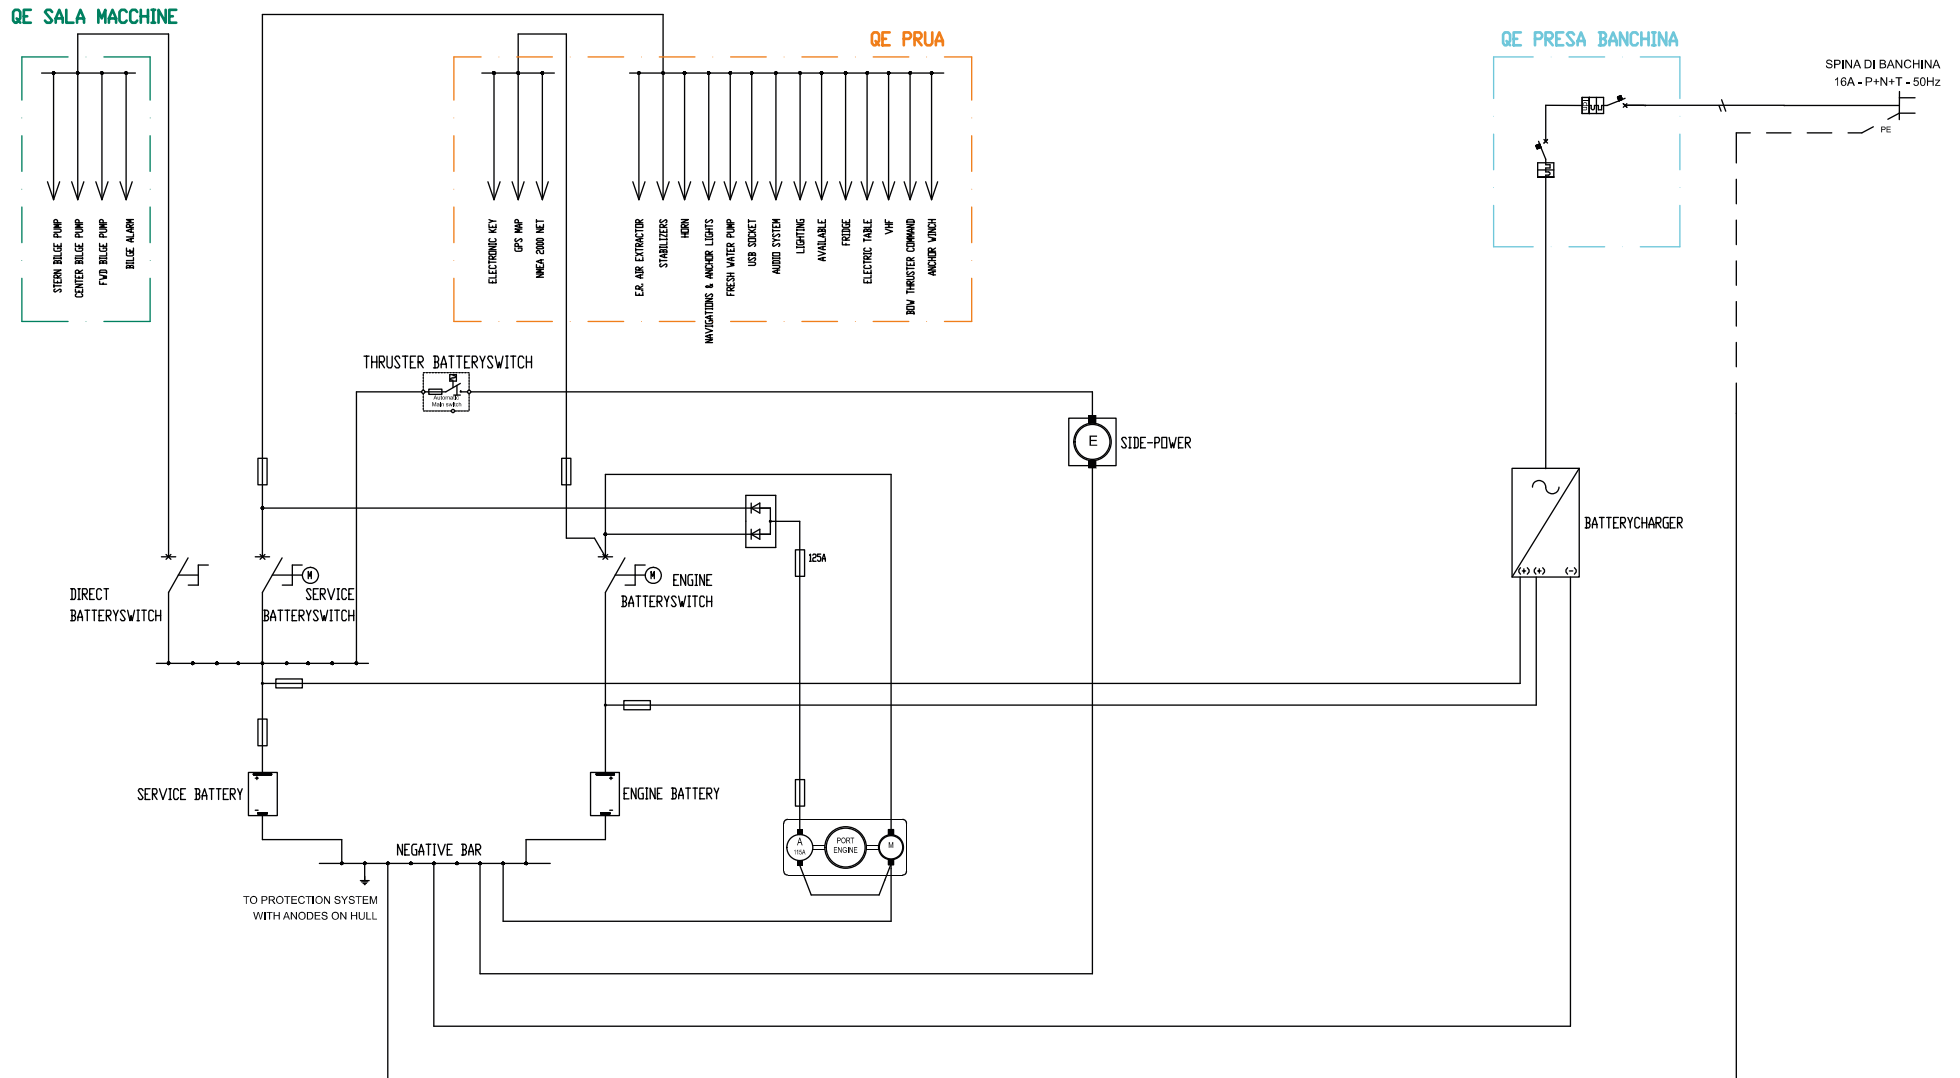 QE SALA MACCHINE
QE PRUA
QE PRESA BANCHINA
SPINA DI BANCHINA
16A - P+N+T - 50Hz
PE
STERN BILGE PUMP
CENTER BILGE PUMP
FWD BILGE PUMP
BILGE ALARM
ELECTRONIC KEY
GPS MAP
NMEA 2000 NET
E.R. AIR EXTRACTOR
STABILIZERS
HORN
NAVIGATIONS & ANCHOR LIGHTS
FRESH WATER PUMP
USB SOCKET
AUDIO SYSTEM
LIGHTING
AVAILABLE
FRIDGE
ELECTRIC TABLE
VHF
BOW THRUSTER COMMAND
ANCHOR WINCH
THRUSTER BATTERYSWITCH
Automatic
Main switch
E
SIDE-POWER
BATTERYCHARGER
(+) (+) (-)
125A
DIRECT
BATTERYSWITCH
M
SERVICE
BATTERYSWITCH
M
ENGINE
BATTERYSWITCH
+
-
SERVICE BATTERY
+
-
ENGINE BATTERY
A
115A
PORT
ENGINE
M
NEGATIVE BAR
TO PROTECTION SYSTEM
WITH ANODES ON HULL